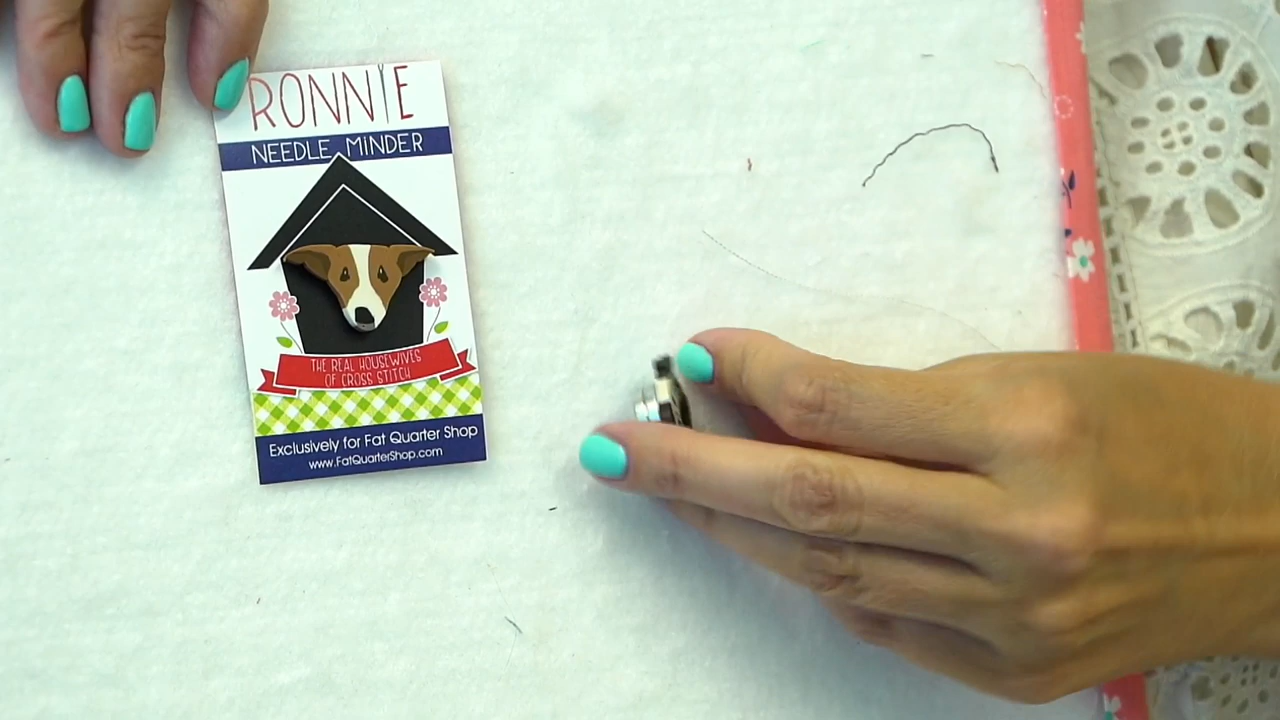 RONNIE
NEEDLE MINDER
THE REAL HOUSEWIVES
OF CROSS STITCH
Exclusively for Fat Quarter Shop
www.FatQuarterShop.com